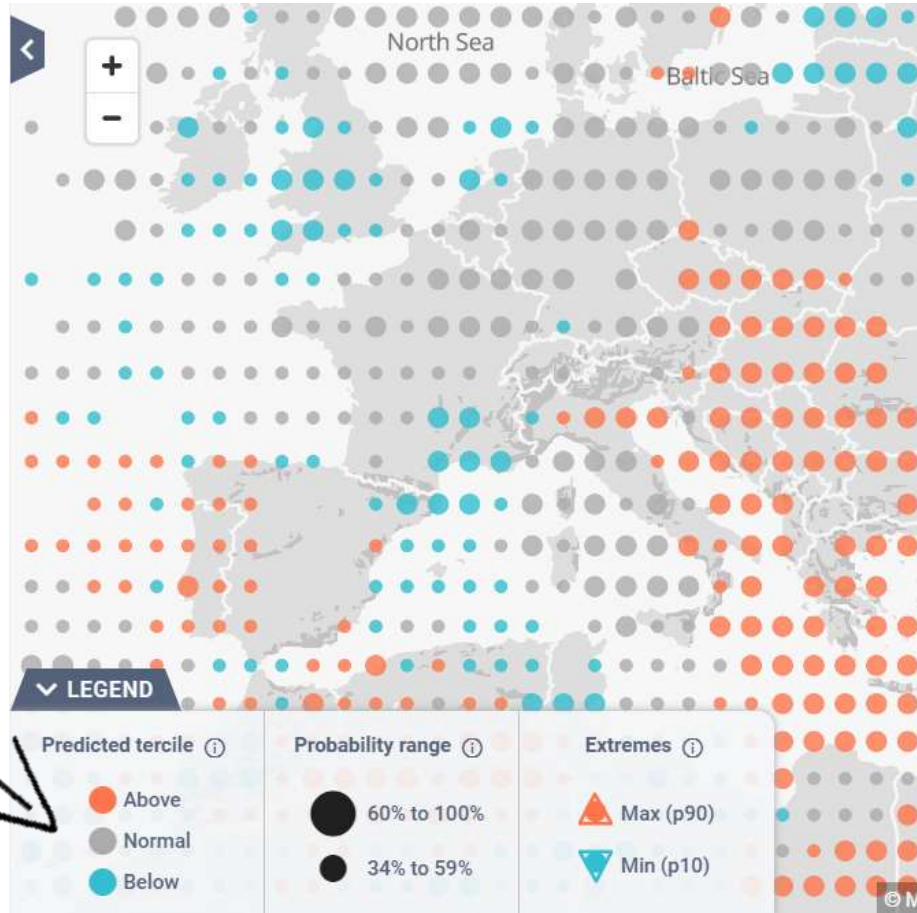 North Sea
+
Baltic Sea
−
LEGEND
Predicted tercile
Above
Normal
Below
Probability range
60% to 100%
34% to 59%
Extremes
Max (p90)
Min (p10)
© M